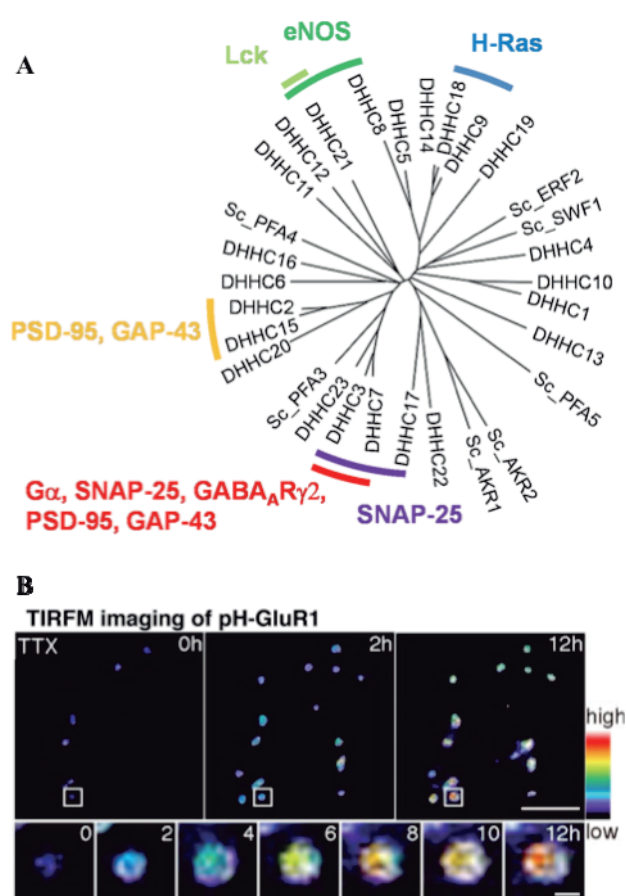 A
Lck
eNOS
H-Ras
DHHC11
DHHC12
DHHC21
DHHC8
DHHC5
DHHC14
DHHC18
DHHC9
DHHC19
Sc_ERF2
Sc_SWF1
DHHC4
DHHC10
DHHC1
DHHC13
Sc_PFA5
Sc_AKR2
Sc_AKR1
DHHC22
DHHC17
DHHC7
DHHC3
DHHC23
Sc_PFA3
DHHC20
DHHC15
DHHC2
DHHC6
DHHC16
Sc_PFA4
PSD-95, GAP-43
Gα, SNAP-25, GABA_ARγ2,
PSD-95, GAP-43
SNAP-25
B
TIRFM imaging of pH-GluR1
TTX 0h 2h 12h
high
low
0 2 4 6 8 10 12h